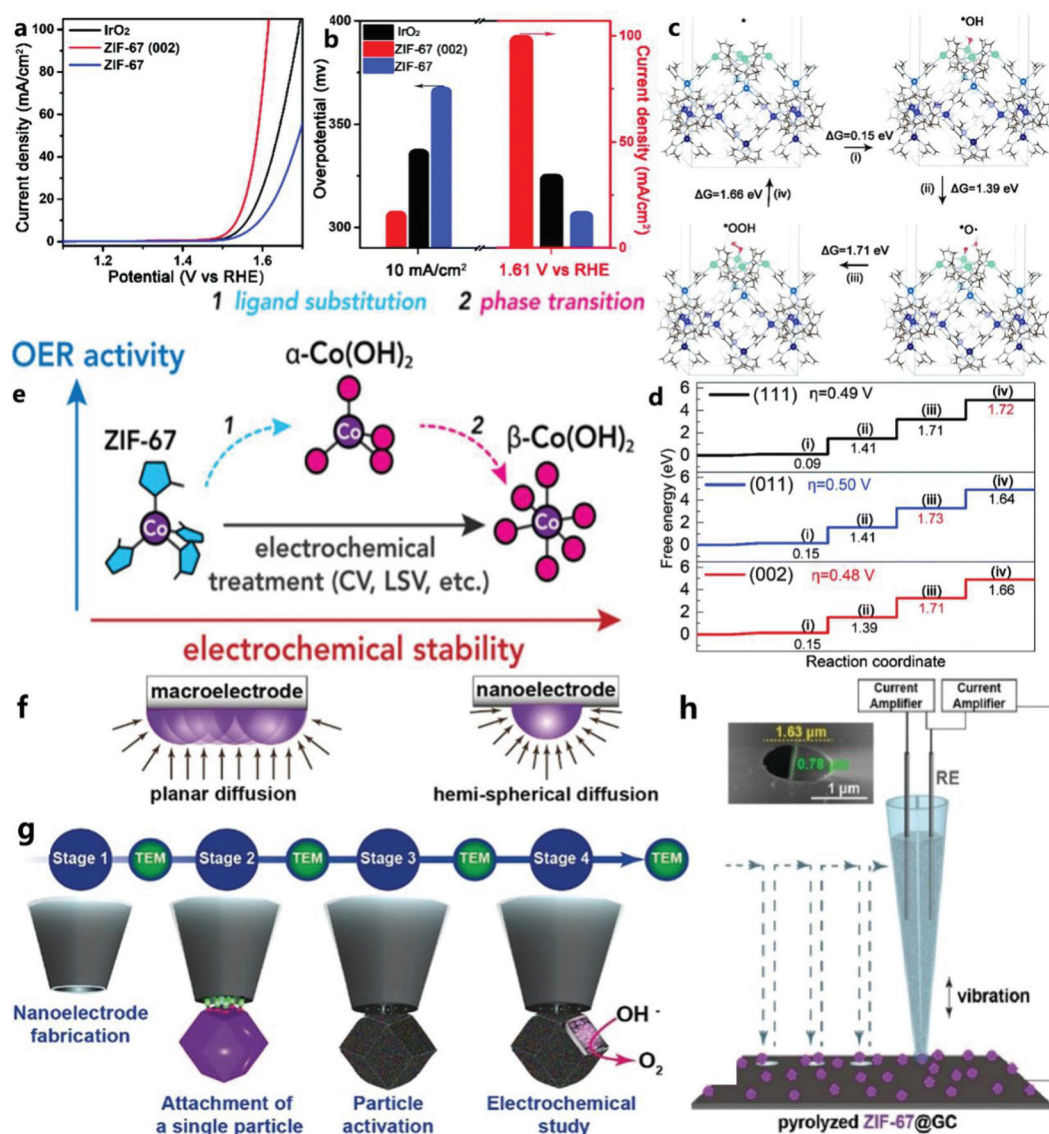 a
IrO₂
ZIF-67 (002)
ZIF-67
100
80
60
40
20
0
1.2
1.4
1.6
Current density (mA/cm²)
Potential (V vs RHE)
b
IrO₂
ZIF-67 (002)
ZIF-67
Overpotential (mv)
400
350
300
10 mA/cm²
1.61 V vs RHE
100
50
0
Current density (mA/cm²)
c
*
*OH
ΔG=0.15 eV
(i)
ΔG=1.66 eV
(iv)
(ii)
ΔG=1.39 eV
*OOH
*O•
ΔG=1.71 eV
(iii)
1 ligand substitution
2 phase transition
OER activity
e
ZIF-67
1
α-Co(OH)₂
2
β-Co(OH)₂
Co
Co
Co
electrochemical
treatment (CV, LSV, etc.)
electrochemical stability
d
Free energy (eV)
6
4
2
0
(111) η=0.49 V
(i)
0.09
(ii)
1.41
(iii)
1.71
(iv)
1.72
6
4
2
0
(011) η=0.50 V
(i)
0.15
(ii)
1.41
(iii)
1.73
(iv)
1.64
6
4
2
0
(002) η=0.48 V
(i)
0.15
(ii)
1.39
(iii)
1.71
(iv)
1.66
Reaction coordinate
f
macroelectrode
planar diffusion
nanoelectrode
hemi-spherical diffusion
g
Stage 1
TEM
Stage 2
TEM
Stage 3
TEM
Stage 4
TEM
Nanoelectrode
fabrication
Attachment of
a single particle
Particle
activation
Electrochemical
study
OH -
O₂
h
Current
Amplifier
Current
Amplifier
RE
1.63 µm
0.78 µm
1 µm
vibration
pyrolyzed ZIF-67@GC